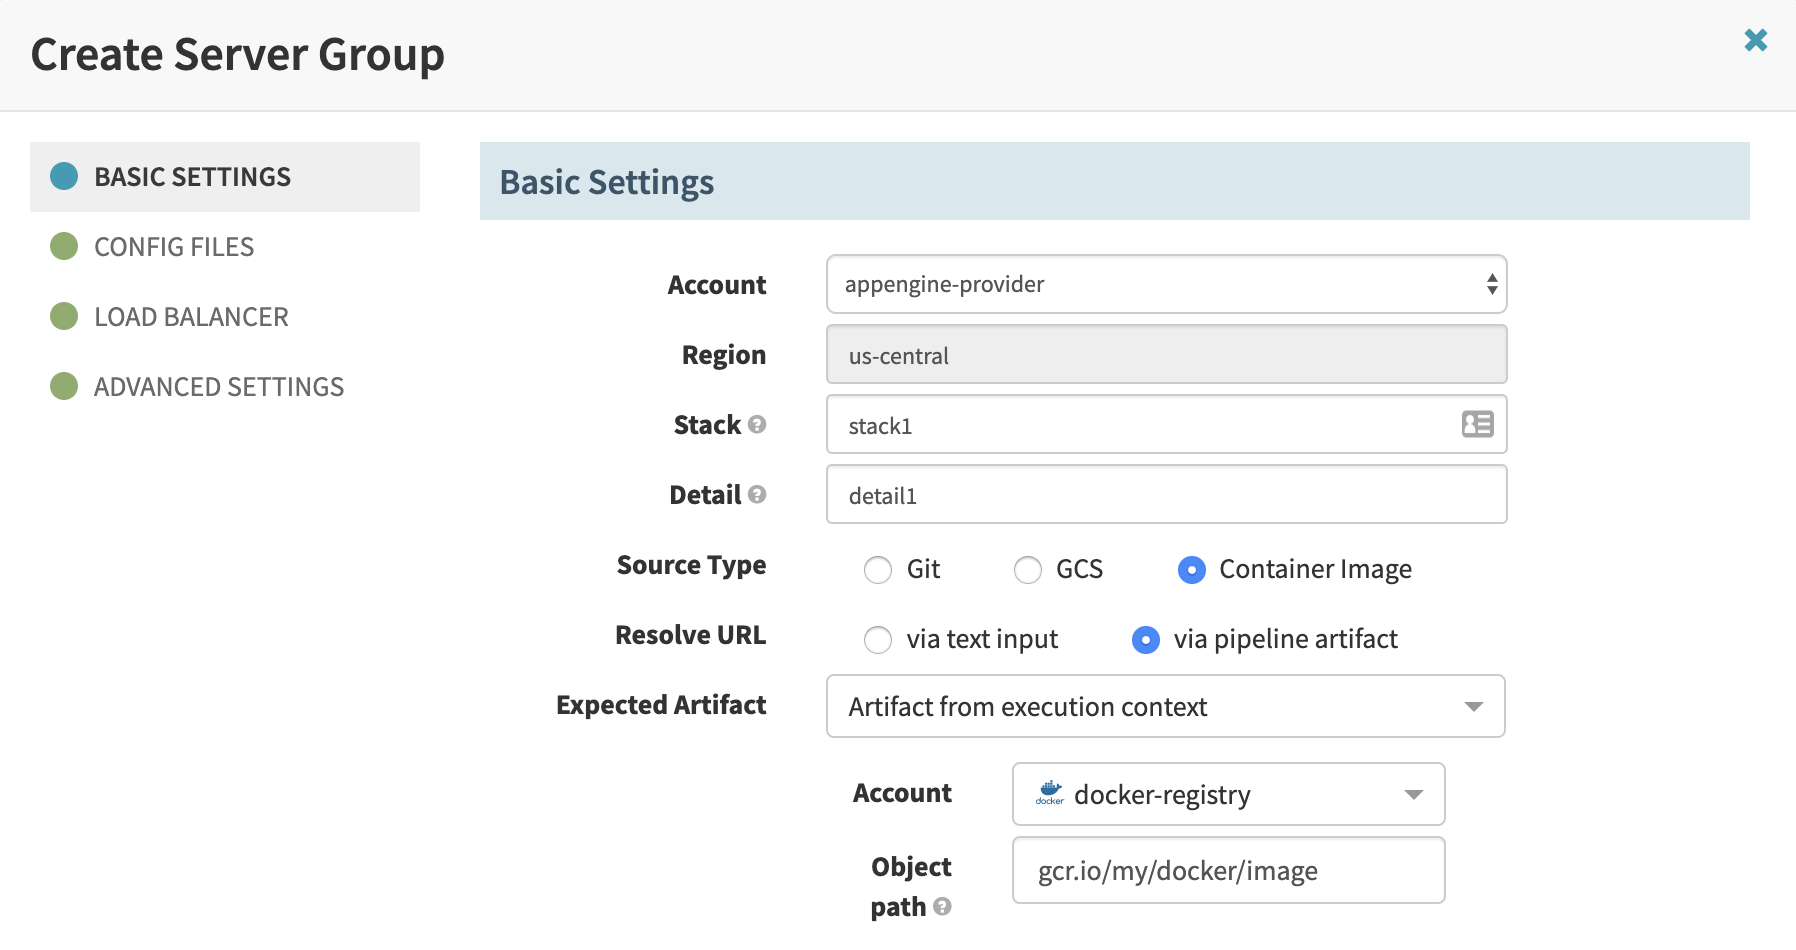 Create Server Group
BASIC SETTINGS
CONFIG FILES
LOAD BALANCER
ADVANCED SETTINGS
Basic Settings
Account appengine-provider
Region us-central
Stack stack1
Detail detail1
Source Type Git GCS Container Image
Resolve URL via text input via pipeline artifact
Expected Artifact Artifact from execution context
Account docker docker-registry
Object path gcr.io/my/docker/image